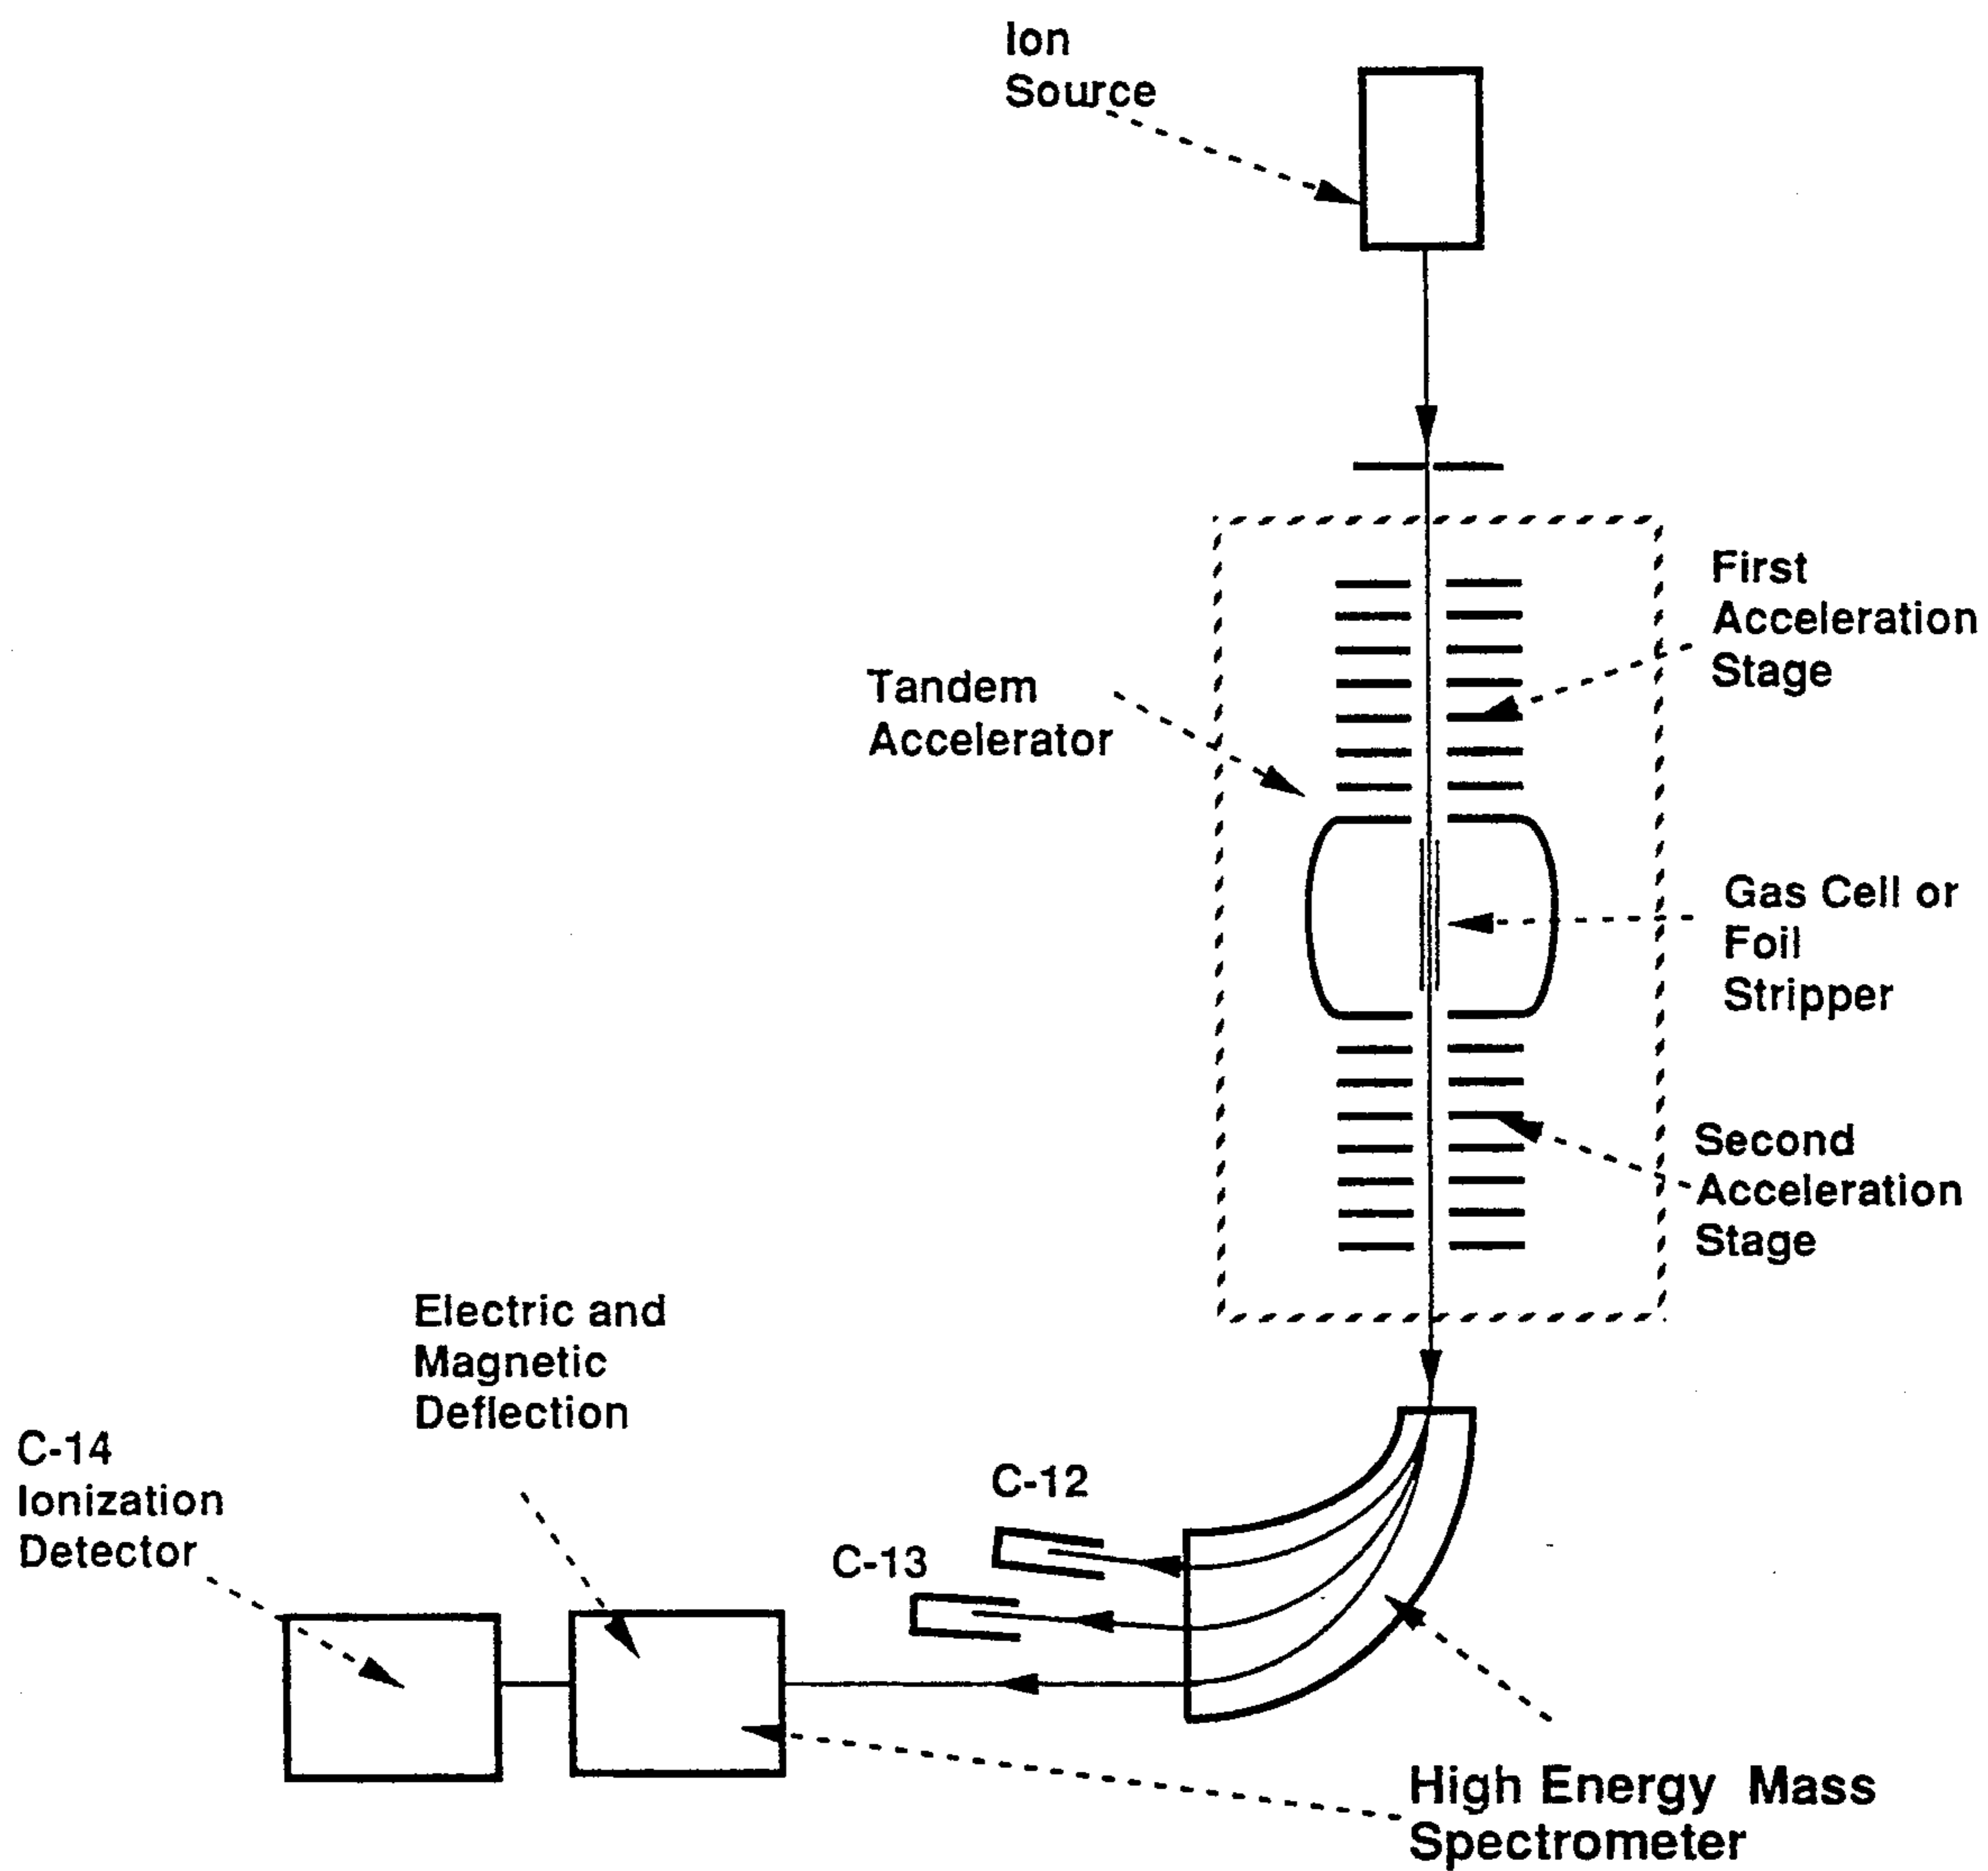 Ion
Source
First
Acceleration
Stage
Tandem
Accelerator
Gas Cell or
Foil
Stripper
Second
Acceleration
Stage
Electric and
Magnetic
Deflection
C-14
Ionization
Detector
C-12
C-13
High Energy Mass
Spectrometer